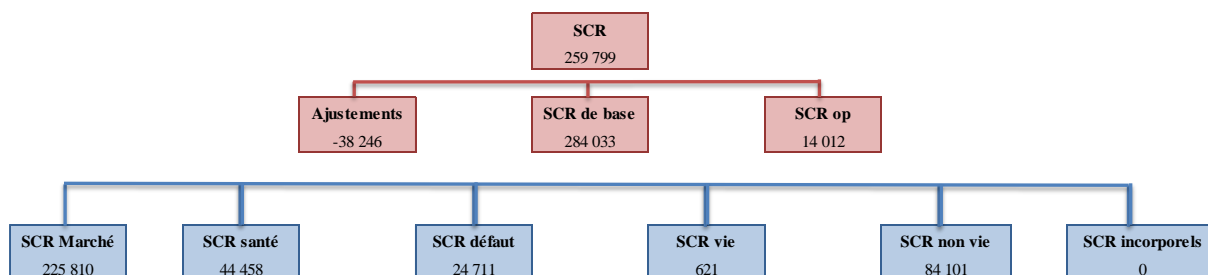 SCR
259 799
Ajustements
-38 246
SCR de base
284 033
SCR op
14 012
SCR Marché
225 810
SCR santé
44 458
SCR défaut
24 711
SCR vie
621
SCR non vie
84 101
SCR incorporels
0